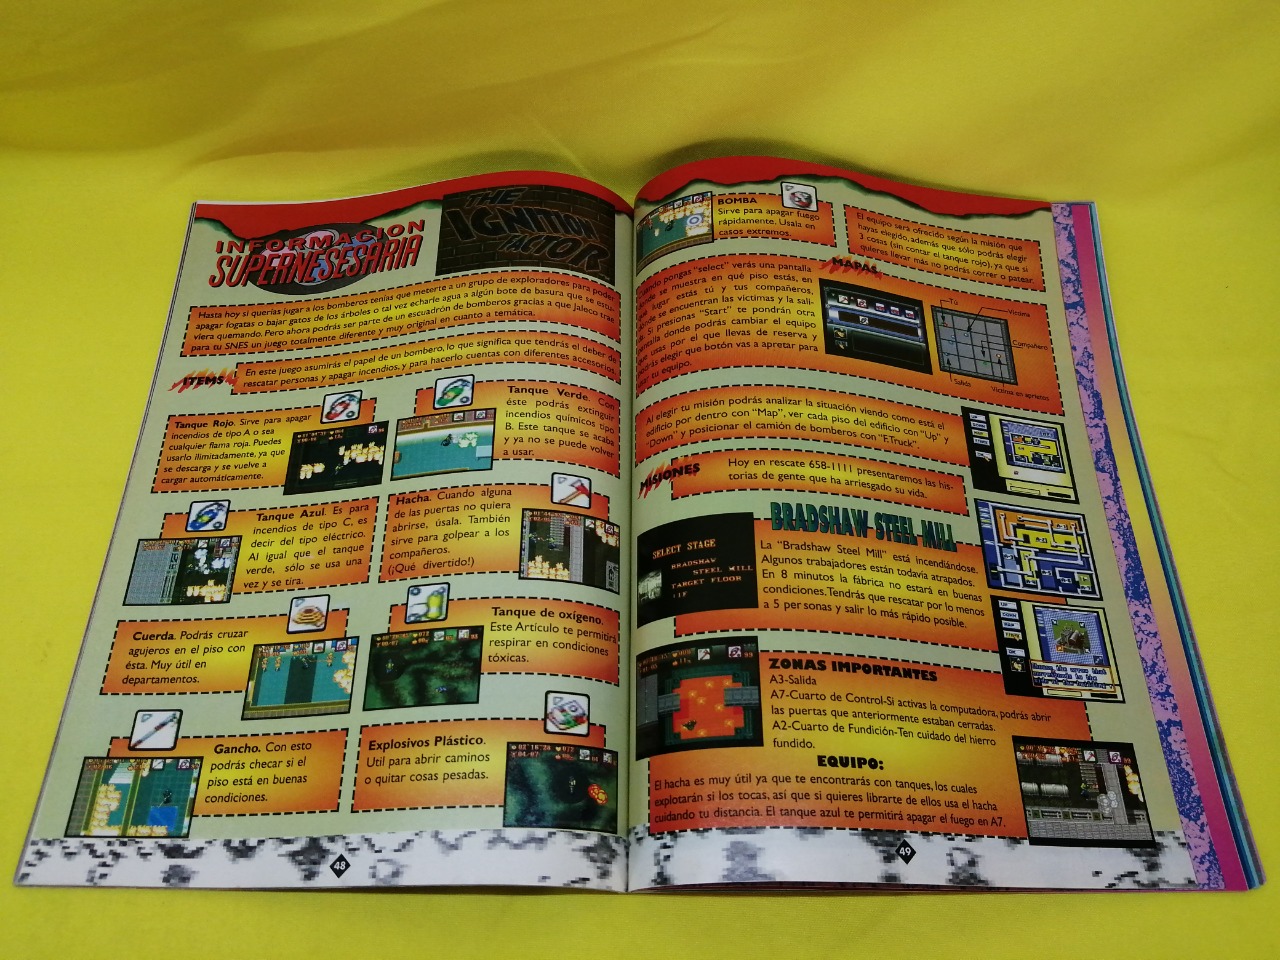 INFORMACION
SUPERNESESARIA
THE
IGNITION
FACTOR
Hasta hoy si querías jugar a los bomberos tenías que meterte a un grupo de exploradores para poder
apagar fogatas o bajar gatos de los árboles o tal vez echarle agua a algún bote de basura que se estu-
viera quemando. Pero ahora podrás ser parte de un escuadrón de bomberos gracias a que Jaleco trae
para tu SNES un juego totalmente diferente y muy original en cuanto a temática.
ITEMS
En este juego asumirás el papel de un bombero, lo que significa que tendrás el deber de
rescatar personas y apagar incendios, y para hacerlo cuentas con diferentes accesorios.
Tanque Rojo. Sirve para apagar
incendios de tipo A o sea
cualquier flama roja. Puedes
usarlo ilimitadamente, ya que
se descarga y se vuelve a
cargar automáticamente.
Tanque Verde. Con
éste podrás extinguir
incendios químicos tipo
B. Este tanque se acaba
y ya no se puede volver
a usar.
Tanque Azul. Es para
incendios de tipo C, es
decir del tipo eléctrico.
Al igual que el tanque
verde, sólo se usa una
vez y se tira.
Hacha. Cuando alguna
de las puertas no quiera
abrirse, úsala. También
sirve para golpear a los
compañeros.
(¡Qué divertido!)
Cuerda. Podrás cruzar
agujeros en el piso con
ésta. Muy útil en
departamentos.
Tanque de oxígeno.
Este Artículo te permitirá
respirar en condiciones
tóxicas.
Gancho. Con esto
podrás checar si el
piso está en buenas
condiciones.
Explosivos Plástico.
Util para abrir caminos
o quitar cosas pesadas.
48
BOMBA
Sirve para apagar fuego
rápidamente. Usala en
casos extremos.
El equipo será ofrecido según la misión que
hayas elegido, además que sólo podrás elegir
3 cosas (sin contar el tanque rojo), ya que si
quieres llevar más no podrás correr o patear.
MAPAS
pongas "select" verás una pantalla
se muestra en qué piso estás, en
lugar estás tú y tus compañeros,
se encuentran las víctimas y la sali-
Si presionas "Start" te pondrán otra
pantalla donde podrás cambiar el equipo
que usas por el que llevas de reserva y
podrás elegir que botón vas a apretar para
tu equipo.
Tú
Víctima
Compañero
Salida
Víctima en aprietos
Al elegir tu misión podrás analizar la situación viendo como está el
edificio por dentro con "Map", ver cada piso del edificio con "Up" y
"Down" y posicionar el camión de bomberos con "F.Truck".
MISIONES
Hoy en rescate 658-1111 presentaremos las his-
torias de gente que ha arriesgado su vida.
SELECT STAGE
BRADSHAW
STEEL MILL
TARGET FLOOR
11F
BRADSHAW STEEL MILL
La "Bradshaw Steel Mill" está incendiándose.
Algunos trabajadores están todavía atrapados.
En 8 minutos la fábrica no estará en buenas
condiciones. Tendrás que rescatar por lo menos
a 5 personas y salir lo más rápido posible.
ZONAS IMPORTANTES
A3-Salida
A7-Cuarto de Control-Si activas la computadora, podrás abrir
las puertas que anteriormente estaban cerradas.
A2-Cuarto de Fundición-Ten cuidado del hierro
fundido.
EQUIPO:
El hacha es muy útil ya que te encontrarás con tanques, los cuales
explotarán si los tocas, así que si quieres librarte de ellos usa el hacha
cuidando tu distancia. El tanque azul te permitirá apagar el fuego en A7.
49